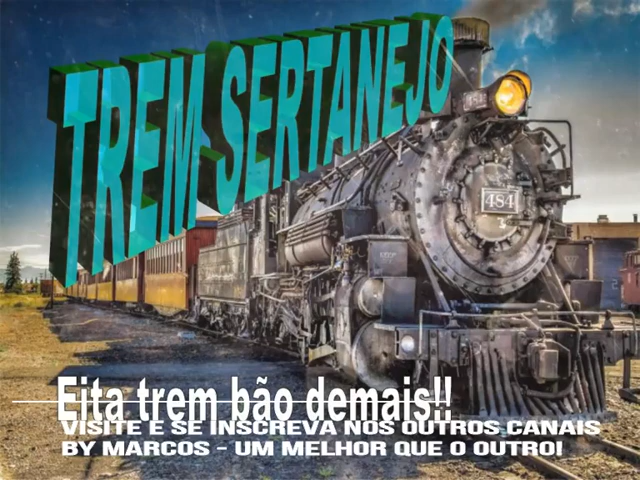 TREM SERTANEJO
484
484
Eita trem bão demais!!
VISITE E SE INSCREVA NOS OUTROS CANAIS
BY MARCOS - UM MELHOR QUE O OUTRO!